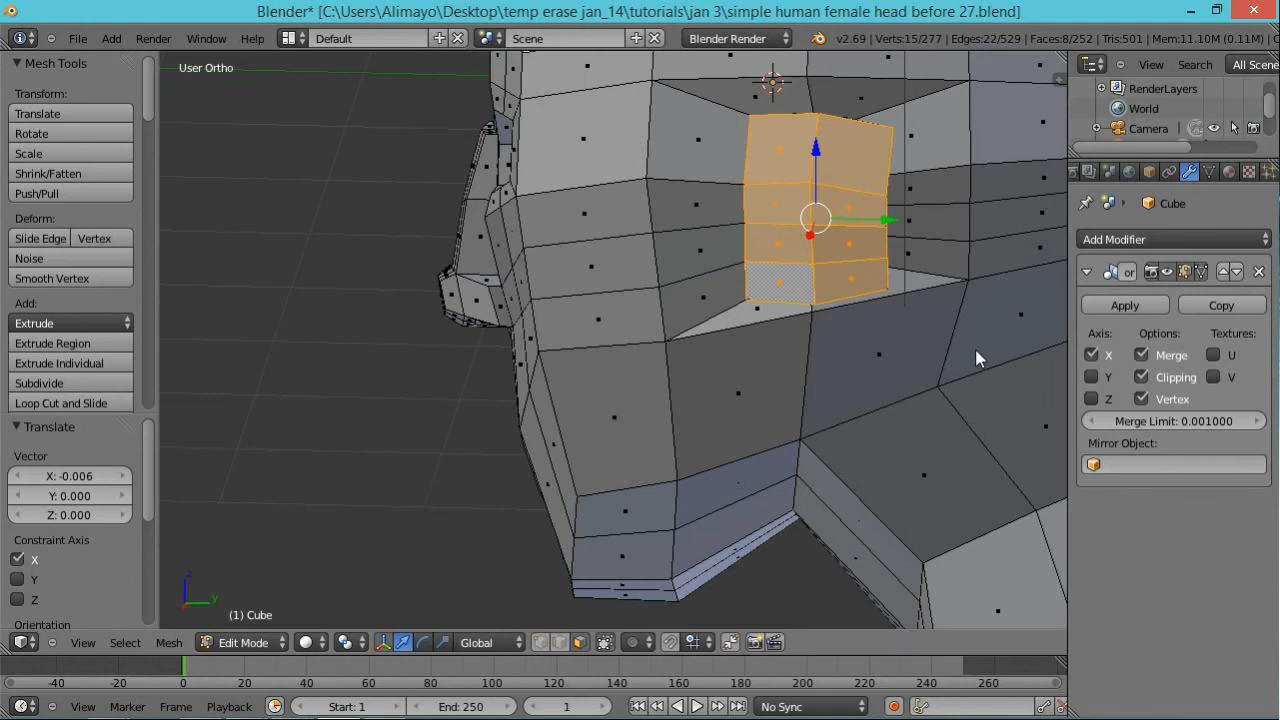 Blender* [C:\Users\Alimayo\Desktop\temp erase jan_14\tutorials\jan 3\simple human female head before 27.blend]
File Add Render Window Help Default Scene Blender Render v2.69 | Verts:15/277 | Edges:22/529 | Faces:8/252 | Tris:501 | Mem:11.10M (0.11M) | C
Mesh Tools
Transform:
Translate
Rotate
Scale
Shrink/Fatten
Push/Pull
Deform:
Slide Edge Vertex
Noise
Smooth Vertex
Add:
Extrude
Extrude Region
Extrude Individual
Subdivide
Loop Cut and Slide
Translate
Vector
X: -0.006
Y: 0.000
Z: 0.000
Constraint Axis
X
Y
Z
Orientation
User Ortho
z
y
(1) Cube
View Search All Scene
RenderLayers
World
Camera
Cube
Add Modifier
or
Apply Copy
Axis: Options: Textures:
X Merge U
Y Clipping V
Z Vertex
Merge Limit: 0.001000
Mirror Object:
View Select Mesh Edit Mode Global
-40 -20 0 20 40 60 80 100 120 140 160 180 200 220 240 260
View Marker Frame Playback Start: 1 End: 250 1 No Sync